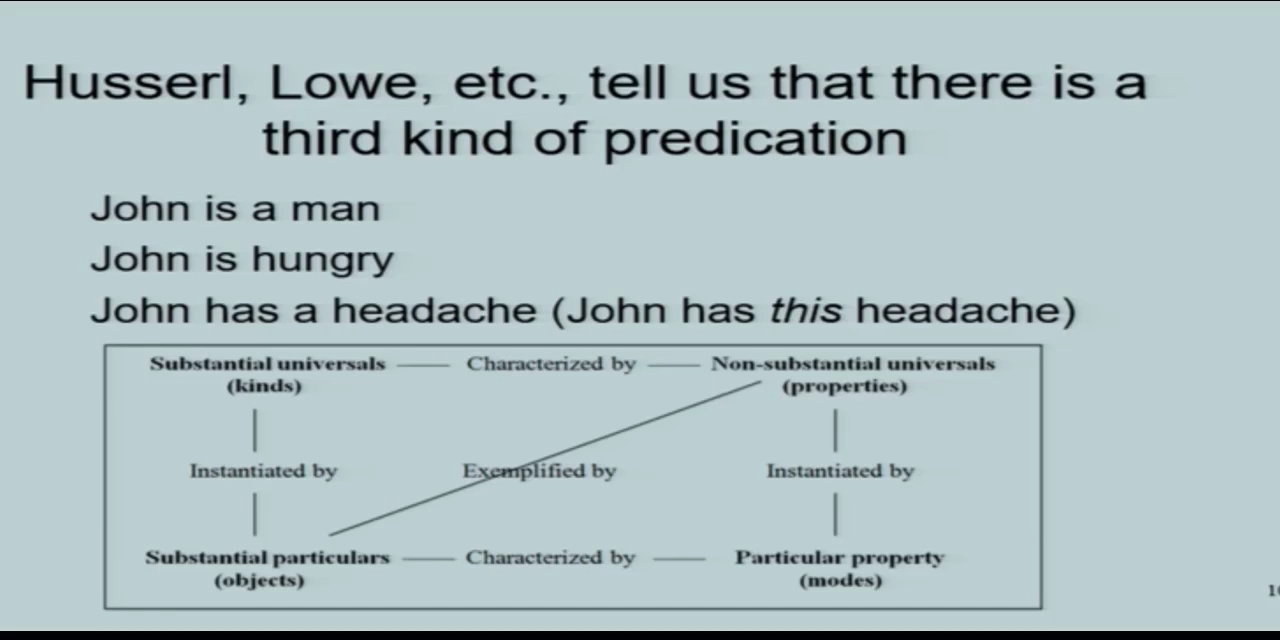 Husserl, Lowe, etc., tell us that there is a
third kind of predication
John is a man
John is hungry
John has a headache (John has this headache)
Substantial universals Characterized by Non-substantial universals
(kinds) (properties)
Instantiated by Exemplified by Instantiated by
Substantial particulars Characterized by Particular property
(objects) (modes)